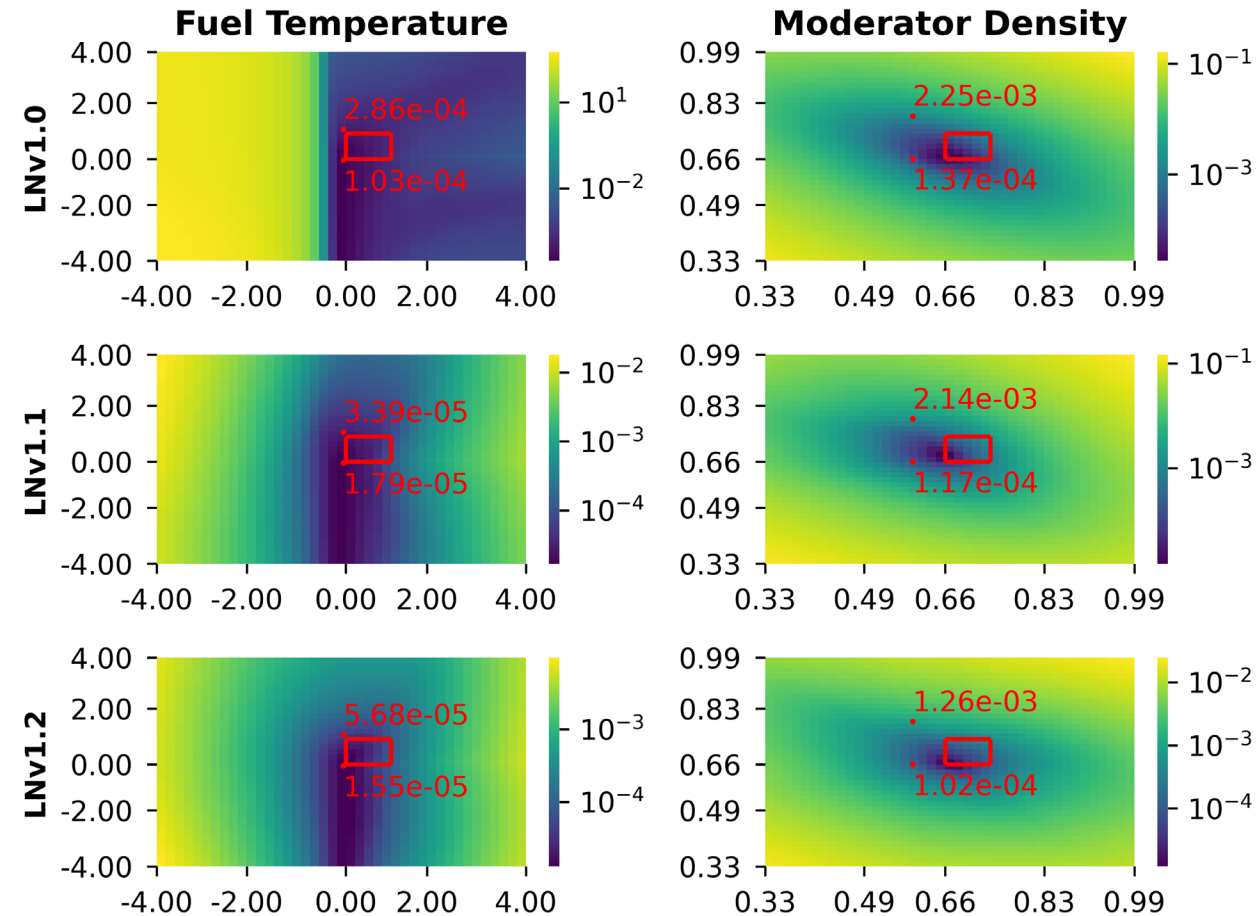 Fuel Temperature
Moderator Density
LNv1.0
4.00
2.00
0.00
-2.00
-4.00
-4.00 -2.00 0.00 2.00 4.00
2.86e-04
1.03e-04
10¹
10⁻²
0.99
0.83
0.66
0.49
0.33
0.33 0.49 0.66 0.83 0.99
2.25e-03
1.37e-04
10⁻¹
10⁻³
LNv1.1
4.00
2.00
0.00
-2.00
-4.00
-4.00 -2.00 0.00 2.00 4.00
3.39e-05
1.79e-05
10⁻²
10⁻³
10⁻⁴
0.99
0.83
0.66
0.49
0.33
0.33 0.49 0.66 0.83 0.99
2.14e-03
1.17e-04
10⁻¹
10⁻³
LNv1.2
4.00
2.00
0.00
-2.00
-4.00
-4.00 -2.00 0.00 2.00 4.00
5.68e-05
1.55e-05
10⁻³
10⁻⁴
0.99
0.83
0.66
0.49
0.33
0.33 0.49 0.66 0.83 0.99
1.26e-03
1.02e-04
10⁻²
10⁻³
10⁻⁴